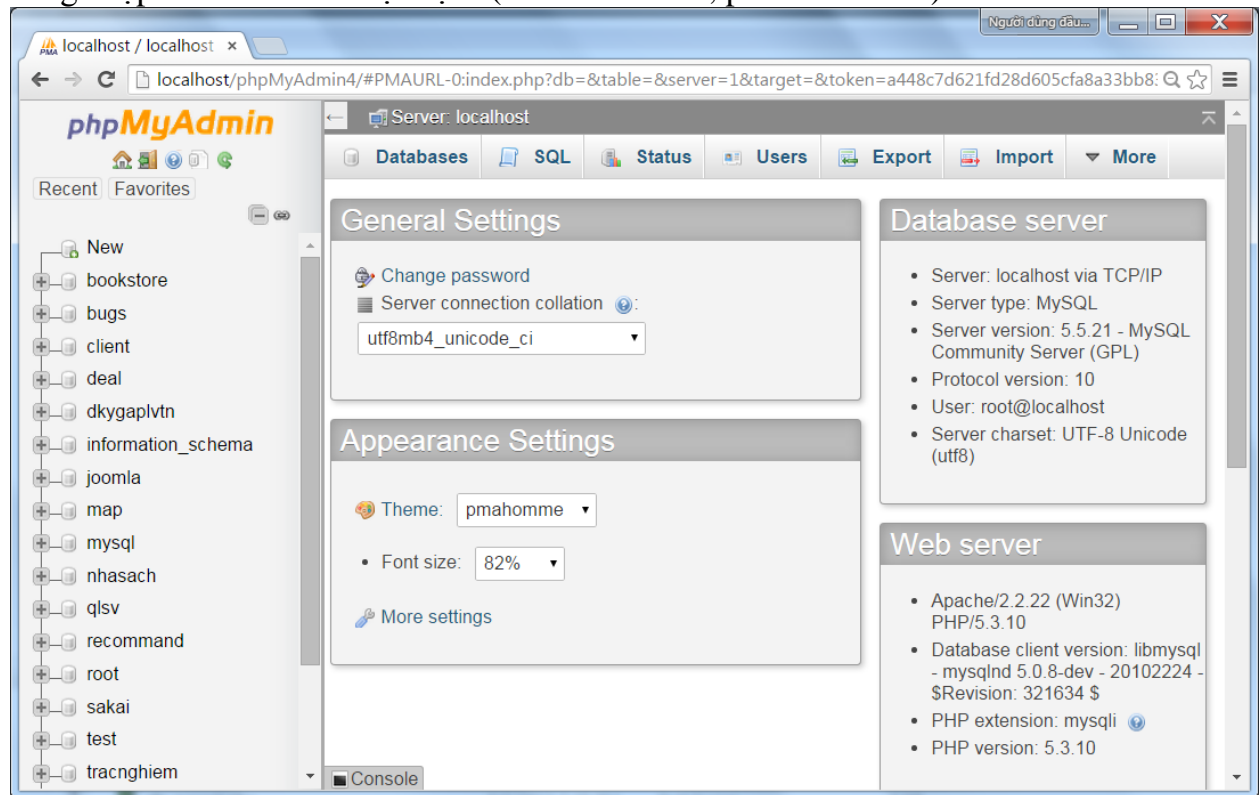 Người dùng đầu...
localhost / localhost ×
localhost/phpMyAdmin4/#PMAURL-0:index.php?db=&table=&server=1&target=&token=a448c7d621fd28d605cfa8a33bb8
phpMyAdmin
Recent Favorites
New
bookstore
bugs
client
deal
dkygaplvtn
information_schema
joomla
map
mysql
nhasach
qlsv
recommand
root
sakai
test
tracnghiem
Server: localhost
Databases SQL Status Users Export Import More
General Settings
Change password
Server connection collation :
utf8mb4_unicode_ci
Appearance Settings
Theme: pmahomme
• Font size: 82%
More settings
Console
Database server
• Server: localhost via TCP/IP
• Server type: MySQL
• Server version: 5.5.21 - MySQL
Community Server (GPL)
• Protocol version: 10
• User: root@localhost
• Server charset: UTF-8 Unicode
(utf8)
Web server
• Apache/2.2.22 (Win32)
PHP/5.3.10
• Database client version: libmysql
- mysqlnd 5.0.8-dev - 20102224 -
$Revision: 321634 $
• PHP extension: mysqli
• PHP version: 5.3.10